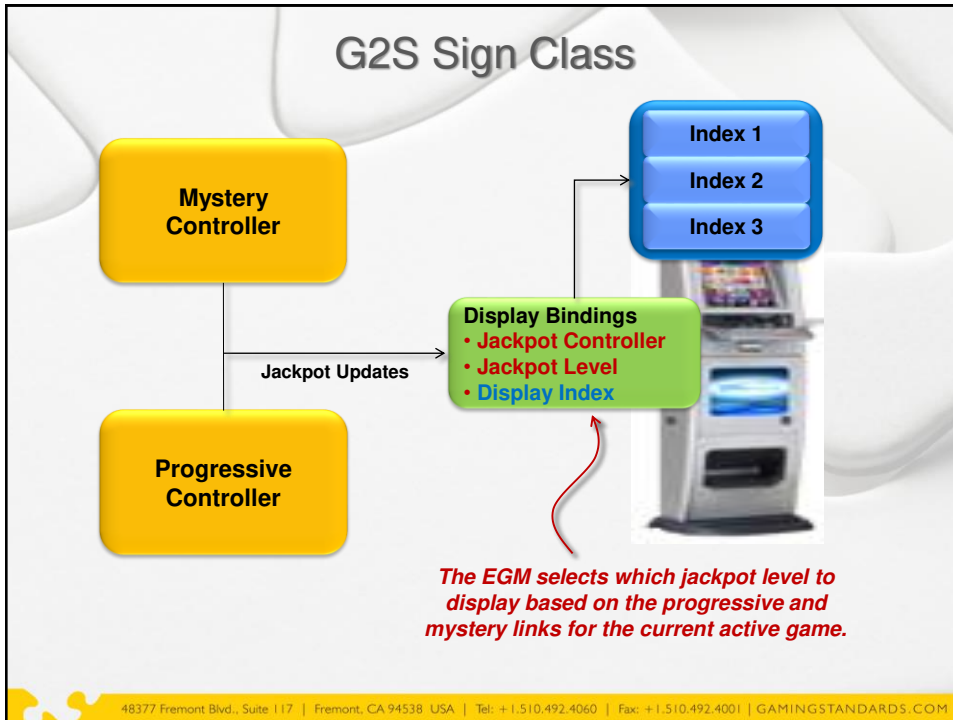 G2S Sign Class
Mystery
Controller
Index 1
Index 2
Index 3
Display Bindings
• Jackpot Controller
• Jackpot Level
• Display Index
Jackpot Updates
Progressive
Controller
The EGM selects which jackpot level to
display based on the progressive and
mystery links for the current active game.
48377 Fremont Blvd., Suite 117 | Fremont, CA 94538 USA | Tel: +1.510.492.4060 | Fax: +1.510.492.4001 | GAMINGSTANDARDS.COM